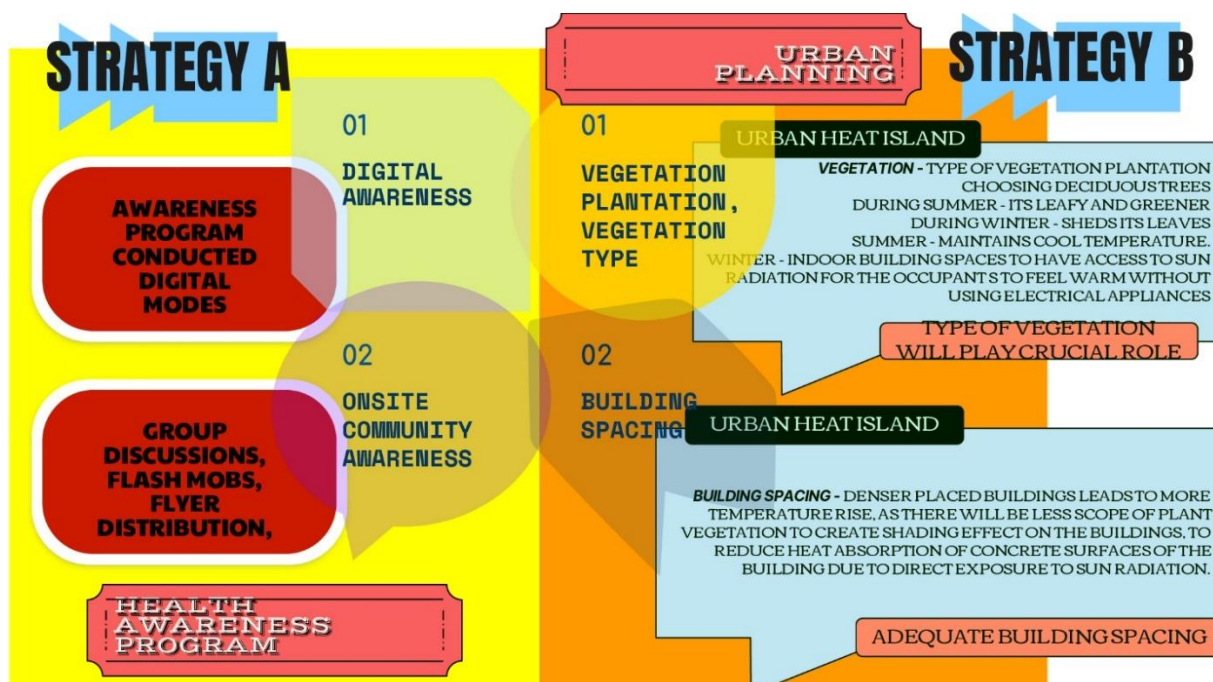 STRATEGY A
AWARENESS
PROGRAM
CONDUCTED
DIGITAL
MODES
GROUP
DISCUSSIONS,
FLASH MOBS,
FLYER
DISTRIBUTION,
HEALTH
AWARENESS
PROGRAM
01
DIGITAL
AWARENESS
02
ONSITE
COMMUNITY
AWARENESS
URBAN
PLANNING
STRATEGY B
01
VEGETATION
PLANTATION,
VEGETATION
TYPE
02
BUILDING
SPACING
URBAN HEAT ISLAND
VEGETATION - TYPE OF VEGETATION PLANTATION
CHOOSING DECIDUOUS TREES
DURING SUMMER - ITS LEAFY AND GREENER
DURING WINTER - SHEDS ITS LEAVES
SUMMER - MAINTAINS COOL TEMPERATURE.
WINTER - INDOOR BUILDING SPACES TO HAVE ACCESS TO SUN
RADIATION FOR THE OCCUPANTS TO FEEL WARM WITHOUT
USING ELECTRICAL APPLIANCES
TYPE OF VEGETATION
WILL PLAY CRUCIAL ROLE
URBAN HEAT ISLAND
BUILDING SPACING - DENSER PLACED BUILDINGS LEADS TO MORE
TEMPERATURE RISE, AS THERE WILL BE LESS SCOPE OF PLANT
VEGETATION TO CREATE SHADING EFFECT ON THE BUILDINGS, TO
REDUCE HEAT ABSORPTION OF CONCRETE SURFACES OF THE
BUILDING DUE TO DIRECT EXPOSURE TO SUN RADIATION.
ADEQUATE BUILDING SPACING